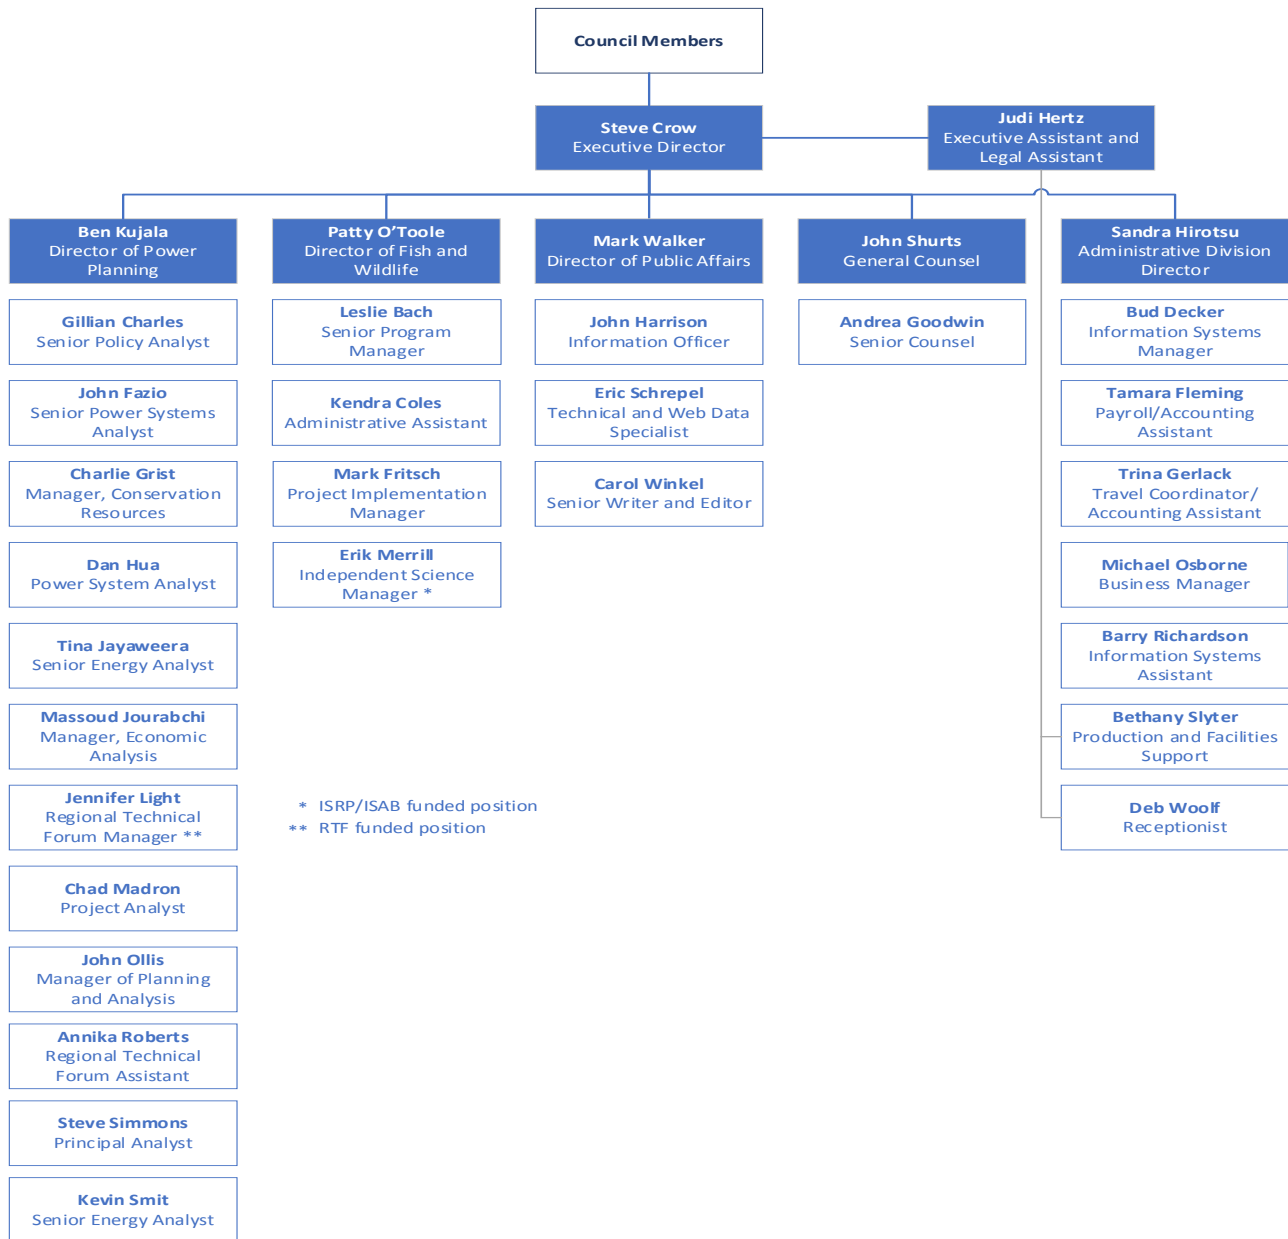 Council Members
Steve Crow
Executive Director
Judi Hertz
Executive Assistant and
Legal Assistant
Ben Kujala
Director of Power
Planning
Patty O’Toole
Director of Fish and
Wildlife
Mark Walker
Director of Public Affairs
John Shurts
General Counsel
Sandra Hirotsu
Administrative Division
Director
Gillian Charles
Senior Policy Analyst
John Fazio
Senior Power Systems
Analyst
Charlie Grist
Manager, Conservation
Resources
Dan Hua
Power System Analyst
Tina Jayaweera
Senior Energy Analyst
Massoud Jourabchi
Manager, Economic
Analysis
Jennifer Light
Regional Technical
Forum Manager **
Chad Madron
Project Analyst
John Ollis
Manager of Planning
and Analysis
Annika Roberts
Regional Technical
Forum Assistant
Steve Simmons
Principal Analyst
Kevin Smit
Senior Energy Analyst
Leslie Bach
Senior Program
Manager
Kendra Coles
Administrative Assistant
Mark Fritsch
Project Implementation
Manager
Erik Merrill
Independent Science
Manager *
* ISRP/ISAB funded position
** RTF funded position
John Harrison
Information Officer
Eric Schrepel
Technical and Web Data
Specialist
Carol Winkel
Senior Writer and Editor
Andrea Goodwin
Senior Counsel
Bud Decker
Information Systems
Manager
Tamara Fleming
Payroll/Accounting
Assistant
Trina Gerlack
Travel Coordinator/
Accounting Assistant
Michael Osborne
Business Manager
Barry Richardson
Information Systems
Assistant
Bethany Slyter
Production and Facilities
Support
Deb Woolf
Receptionist